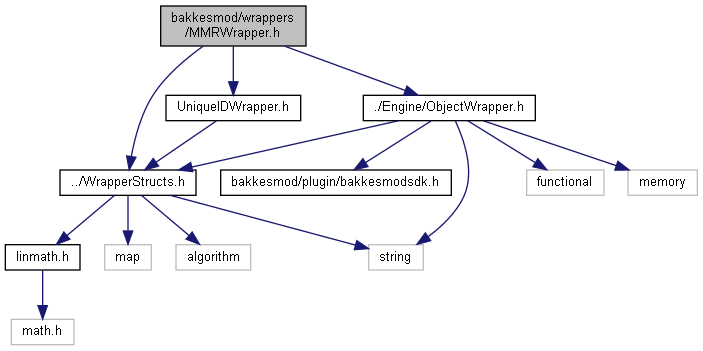 bakkesmod/wrappers
/MMRWrapper.h
UniqueIDWrapper.h
./Engine/ObjectWrapper.h
../WrapperStructs.h
bakkesmod/plugin/bakkesmodsdk.h
functional
memory
linmath.h
map
algorithm
string
math.h